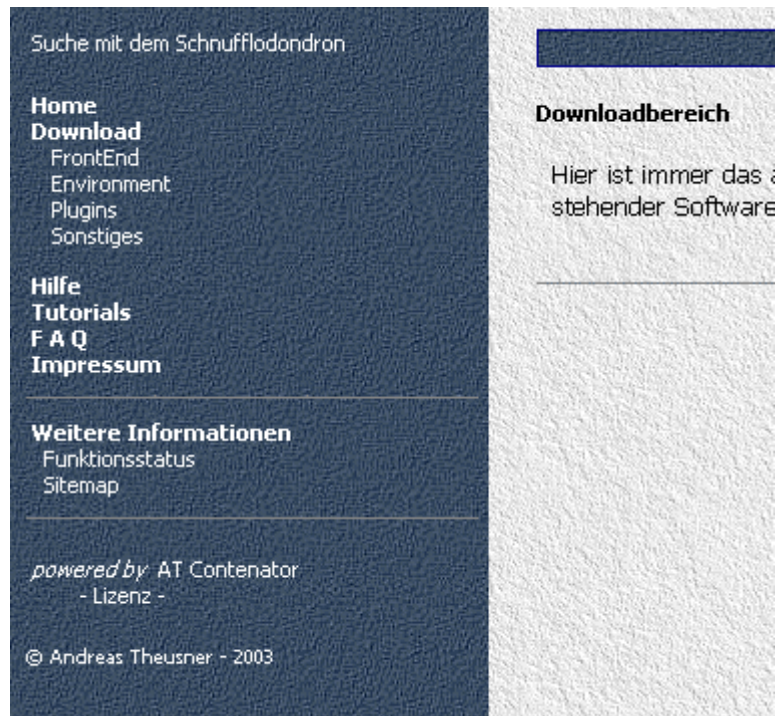 Suche mit dem Schnufflodondron
Home
Download
FrontEnd
Environment
Plugins
Sonstiges
Hilfe
Tutorials
F A Q
Impressum
Weitere Informationen
Funktionsstatus
Sitemap
powered by AT Contenator
- Lizenz -
© Andreas Theusner - 2003
Downloadbereich
Hier ist immer das
stehender Software